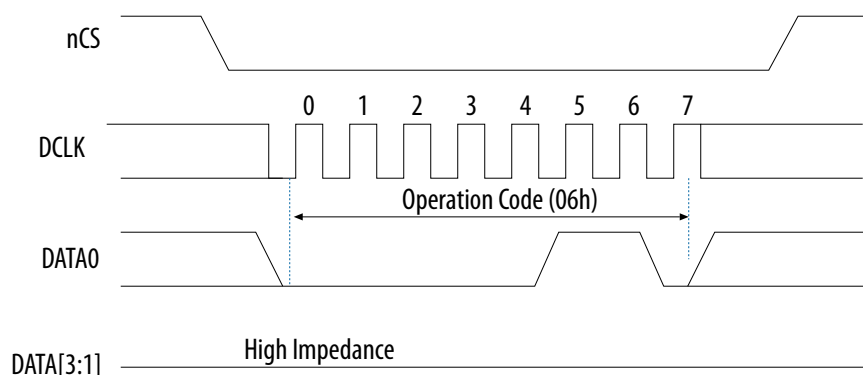 nCS
0 1 2 3 4 5 6 7
DCLK
Operation Code (06h)
DATA0
High Impedance
DATA[3:1]